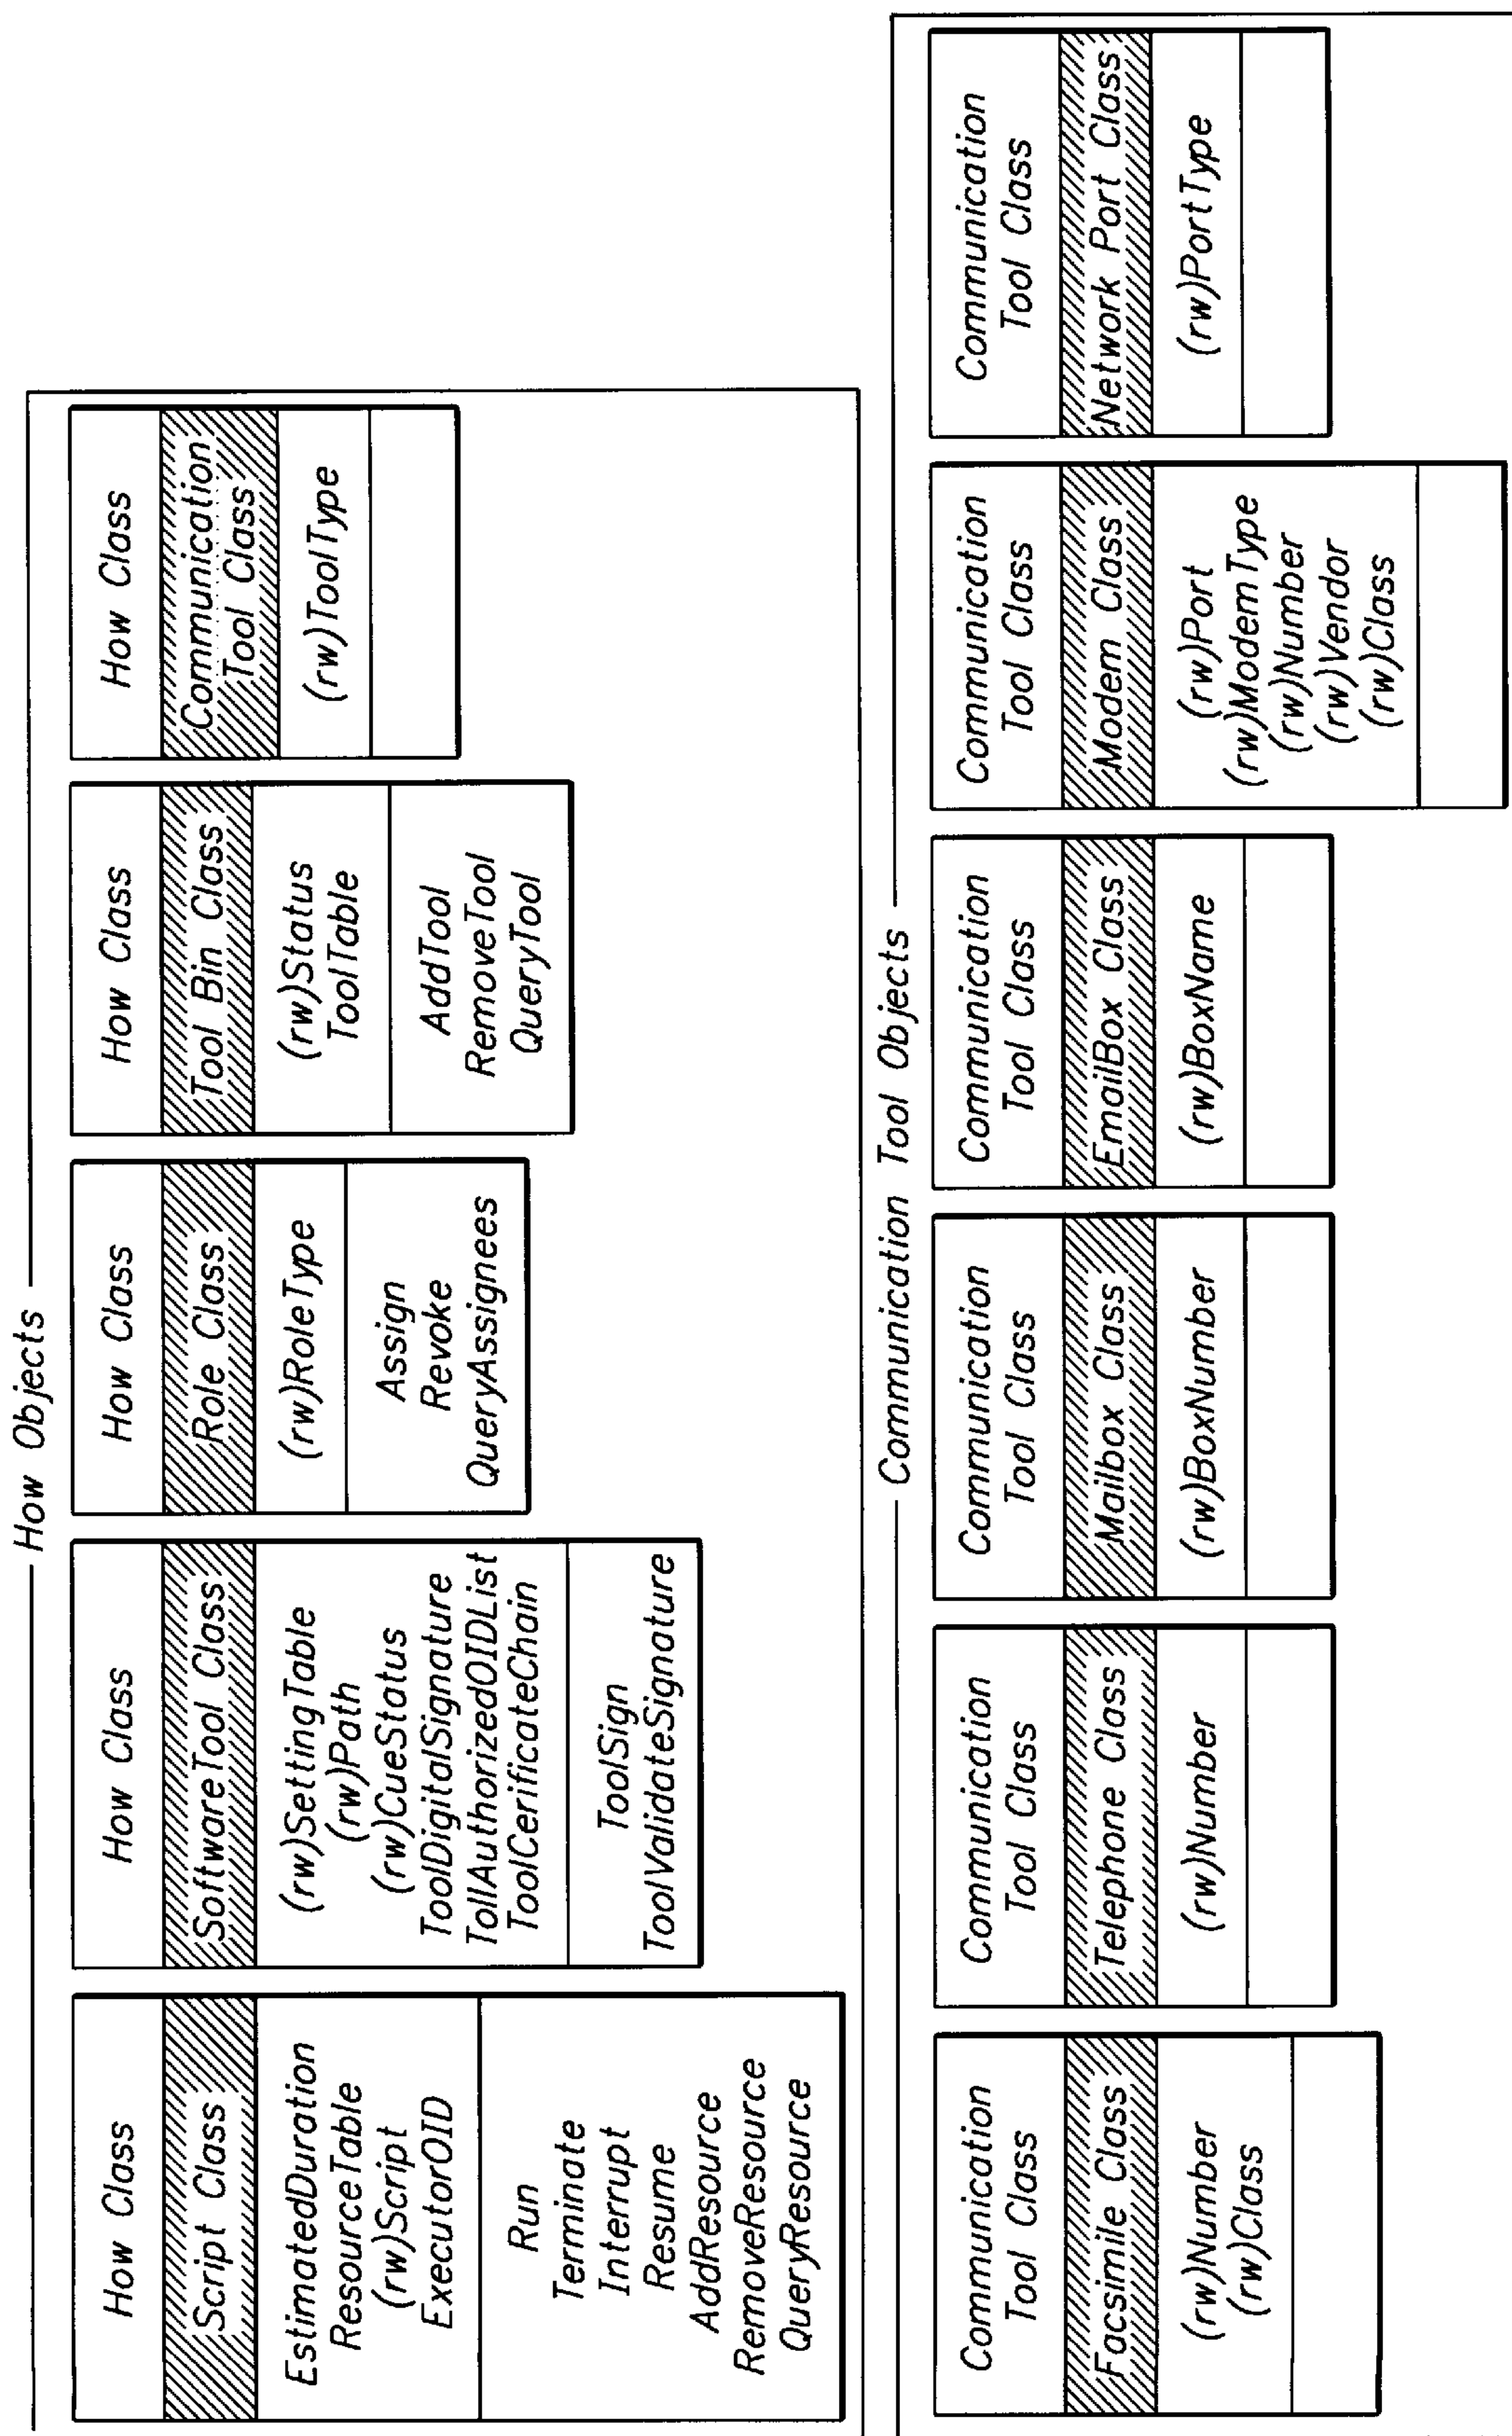 How Objects
How Class
Script Class
EstimatedDuration
ResourceTable
(rw)Script
ExecutorOID
Run
Terminate
Interrupt
Resume
AddResource
RemoveResource
QueryResource
How Class
SoftwareTool Class
(rw)SettingTable
(rw)Path
(rw)CueStatus
ToolDigitalSignature
TollAuthorizedOIDList
ToolCerificateChain
ToolSign
ToolValidateSignature
How Class
Role Class
(rw)RoleType
Assign
Revoke
QueryAssignees
How Class
Tool Bin Class
(rw)Status
ToolTable
AddTool
RemoveTool
QueryTool
How Class
Communication
Tool Class
(rw)ToolType
Communication Tool Objects
Communication
Tool Class
Facsimile Class
(rw)Number
(rw)Class
Communication
Tool Class
Telephone Class
(rw)Number
Communication
Tool Class
Mailbox Class
(rw)BoxNumber
Communication
Tool Class
EmailBox Class
(rw)BoxName
Communication
Tool Class
Modem Class
(rw)Port
(rw)ModemType
(rw)Number
(rw)Vendor
(rw)Class
Communication
Tool Class
Network Port Class
(rw)PortType